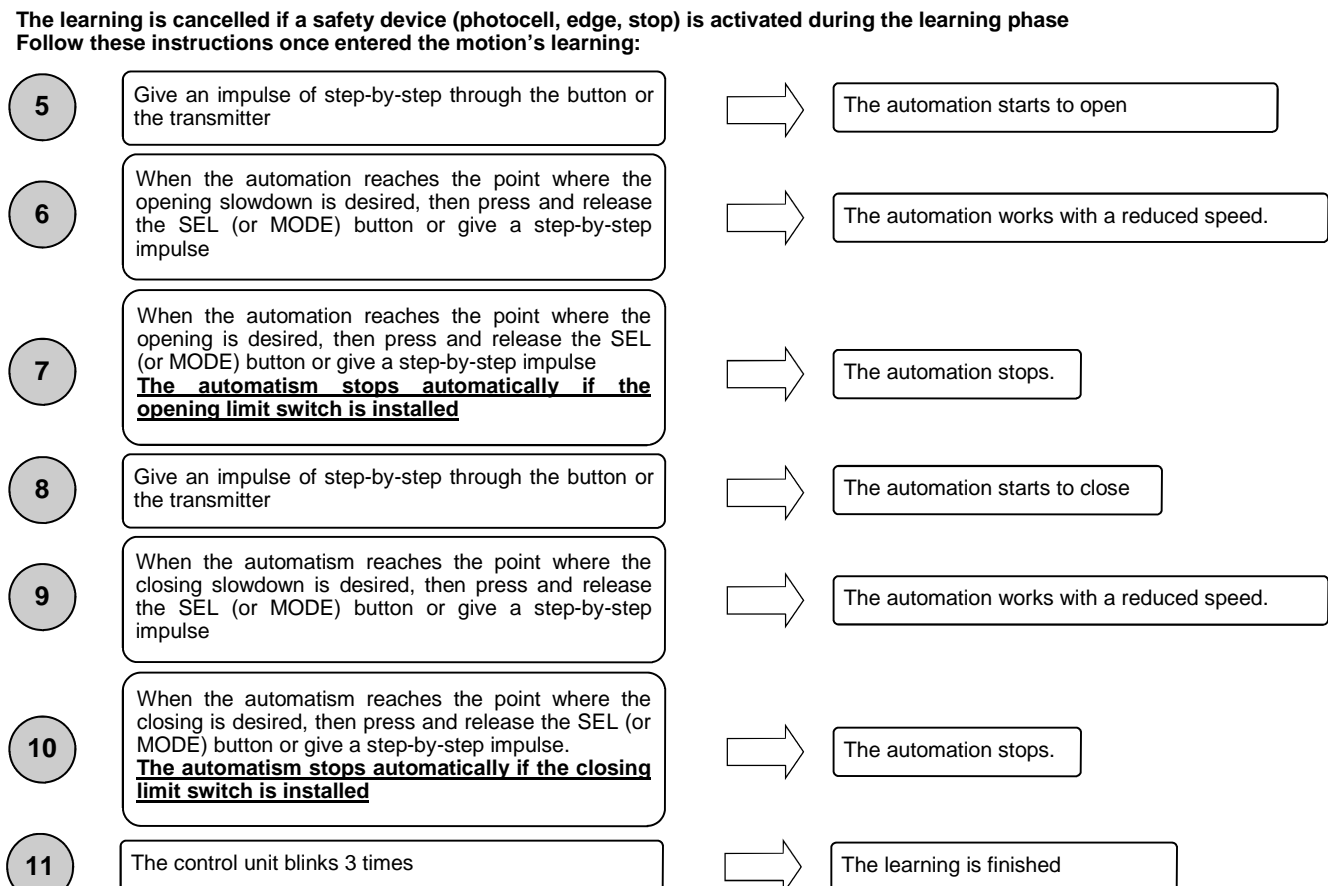 The learning is cancelled if a safety device (photocell, edge, stop) is activated during the learning phase
Follow these instructions once entered the motion's learning:
5
Give an impulse of step-by-step through the button or
the transmitter
The automation starts to open
6
When the automation reaches the point where the
opening slowdown is desired, then press and release
the SEL (or MODE) button or give a step-by-step
impulse
The automation works with a reduced speed.
7
When the automation reaches the point where the
opening is desired, then press and release the SEL
(or MODE) button or give a step-by-step impulse
The automatism stops automatically if the
opening limit switch is installed
The automation stops.
8
Give an impulse of step-by-step through the button or
the transmitter
The automation starts to close
9
When the automatism reaches the point where the
closing slowdown is desired, then press and release
the SEL (or MODE) button or give a step-by-step
impulse
The automation works with a reduced speed.
10
When the automatism reaches the point where the
closing is desired, then press and release the SEL (or
MODE) button or give a step-by-step impulse.
The automatism stops automatically if the closing
limit switch is installed
The automation stops.
11
The control unit blinks 3 times
The learning is finished